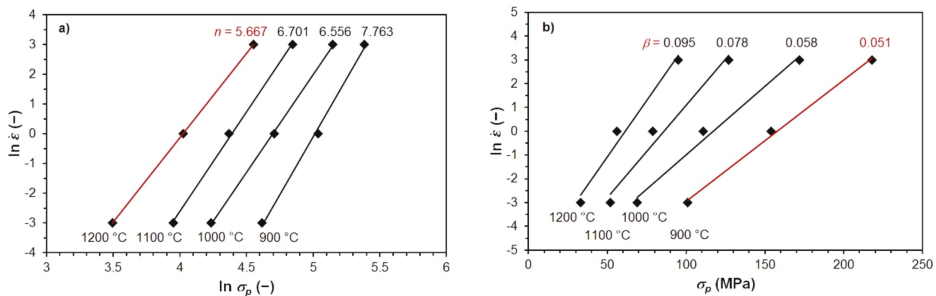 a)
n = 5.667 6.701 6.556 7.763
4
3
2
1
0
-1
-2
-3
-4
ln ε̇ (–)
1200 °C 1100 °C 1000 °C 900 °C
3 3.5 4 4.5 5 5.5 6
ln σp (–)
b)
β = 0.095 0.078 0.058 0.051
5
4
3
2
1
0
-1
-2
-3
-4
-5
ln ε̇ (–)
1200 °C 1000 °C
1100 °C 900 °C
0 50 100 150 200 250
σp (MPa)